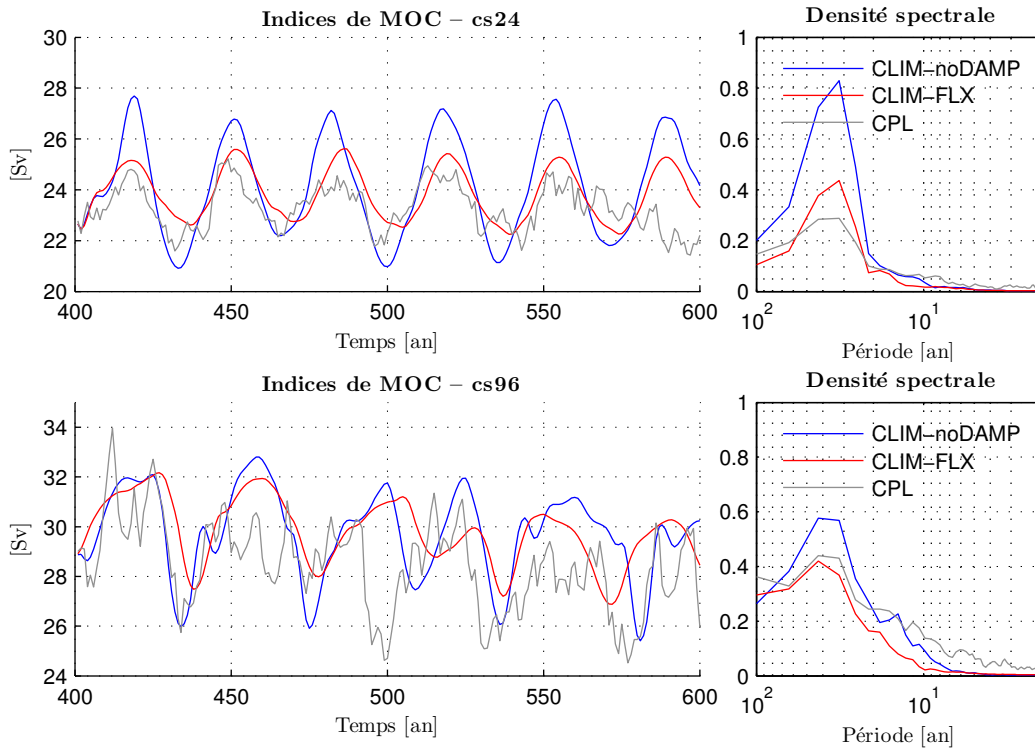 Indices de MOC – cs24
Densité spectrale
30
28
26
24
22
20
[Sv]
400
450
500
550
600
Temps [an]
1
0.8
0.6
0.4
0.2
0
CLIM–noDAMP
CLIM–FLX
CPL
10^2
10^1
Période [an]
Indices de MOC – cs96
Densité spectrale
34
32
30
28
26
24
[Sv]
400
450
500
550
600
Temps [an]
1
0.8
0.6
0.4
0.2
0
CLIM–noDAMP
CLIM–FLX
CPL
10^2
10^1
Période [an]